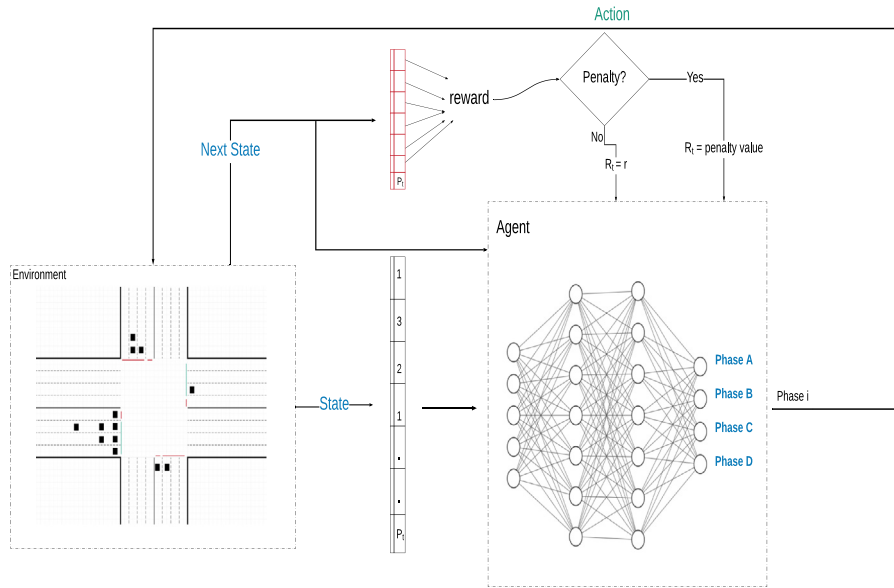 Action
Penalty?
Yes
reward
No
Next State
Rₜ = penalty value
Rₜ = r
Pₜ
Agent
Environment
1
3
2
1
.
.
Pₜ
State
Phase A
Phase B
Phase C
Phase D
Phase i